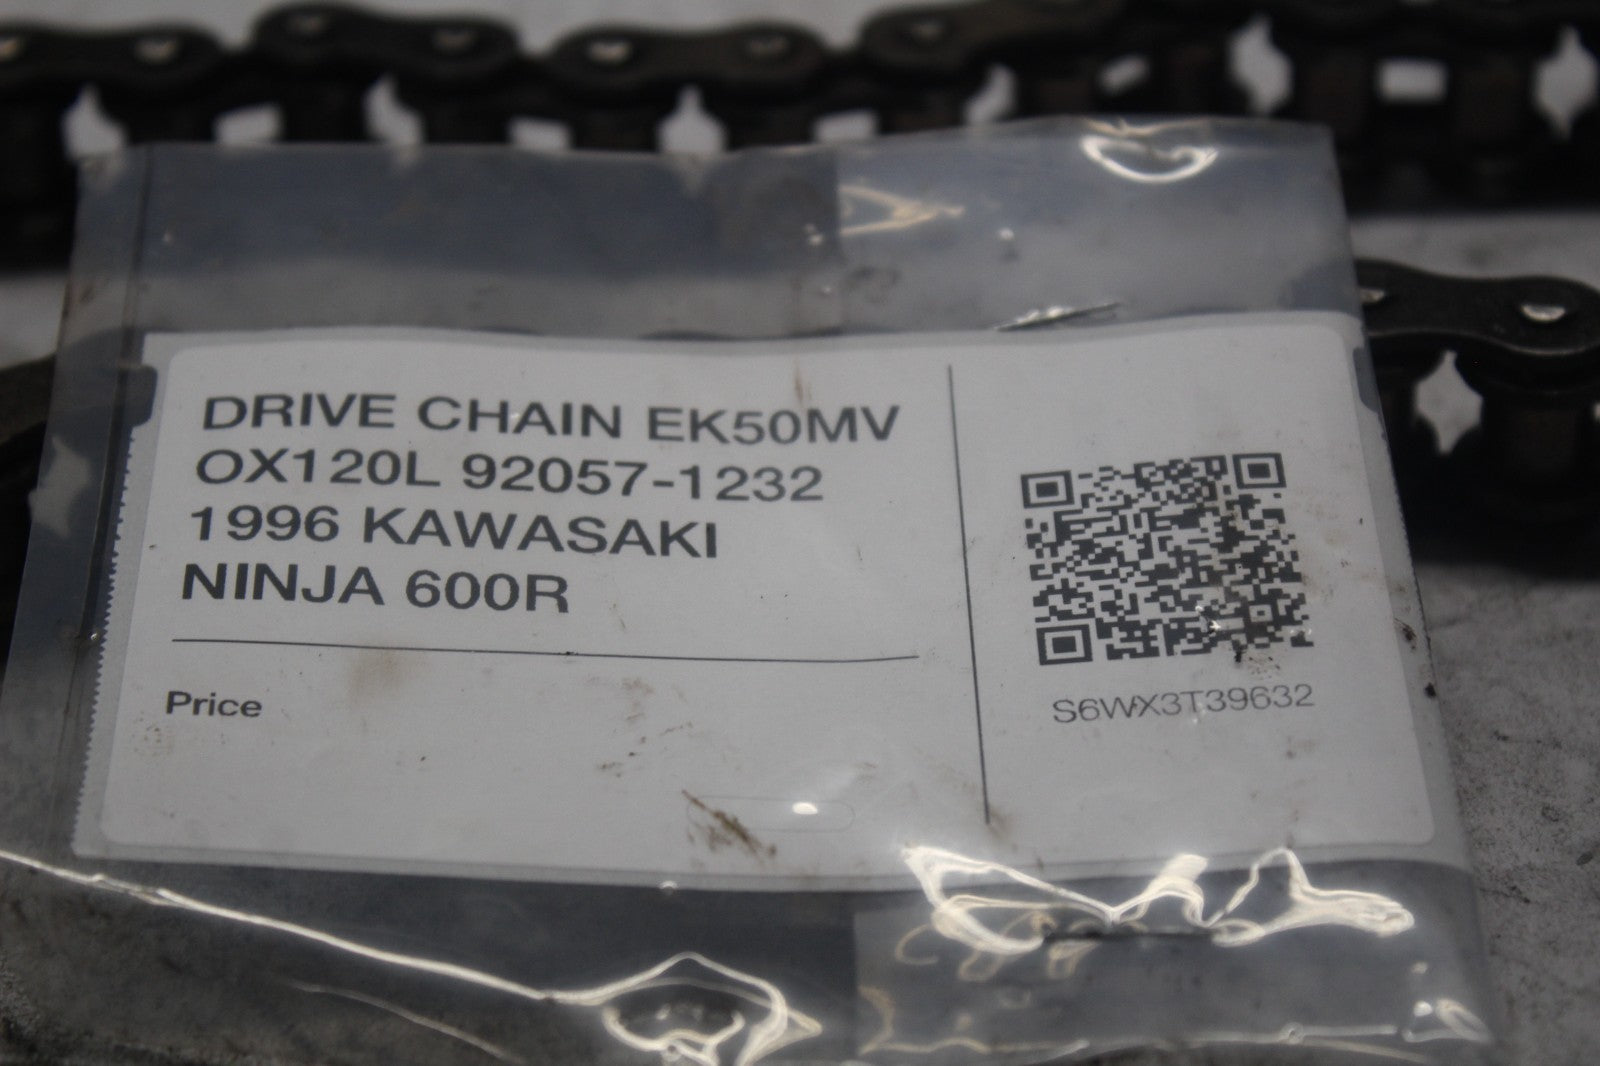 DRIVE CHAIN EK50MV
OX120L 92057-1232
1996 KAWASAKI
NINJA 600R
Price
S6WX3T39632